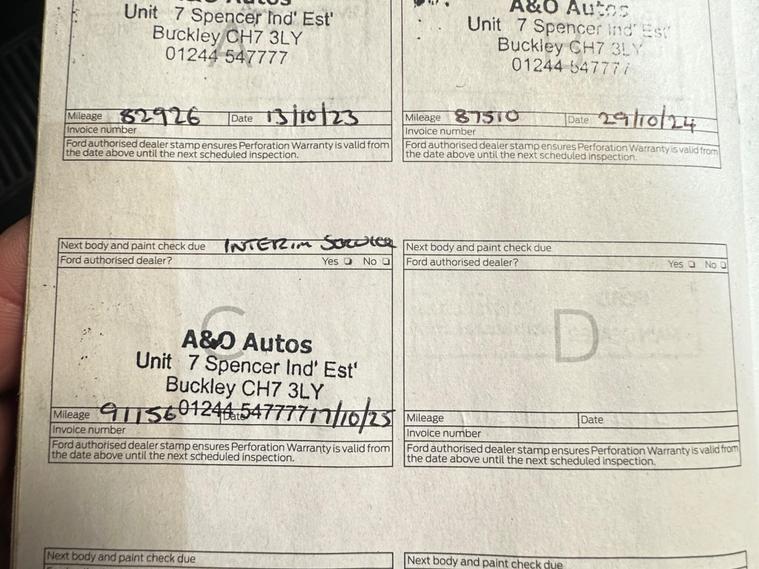 A&O Autos
Unit 7 Spencer Ind' Est'
Buckley CH7 3LY
01244 547777
Mileage 82926 Date 13/10/23
Invoice number
Ford authorised dealer stamp ensures Perforation Warranty is valid from
the date above until the next scheduled inspection.
A&O Autos
Unit 7 Spencer Ind' Est'
Buckley CH7 3LY
01244 547777
Mileage 87510 Date 29/10/24
Invoice number
Ford authorised dealer stamp ensures Perforation Warranty is valid from
the date above until the next scheduled inspection.
Next body and paint check due INTERIM SERVICE
Ford authorised dealer? Yes No
C
A&O Autos
Unit 7 Spencer Ind' Est'
Buckley CH7 3LY
01244 547777
Mileage 91156 Date 17/10/25
Invoice number
Ford authorised dealer stamp ensures Perforation Warranty is valid from
the date above until the next scheduled inspection.
Next body and paint check due
Ford authorised dealer? Yes No
D
Mileage Date
Invoice number
Ford authorised dealer stamp ensures Perforation Warranty is valid from
the date above until the next scheduled inspection.
Next body and paint check due
Next body and paint check due